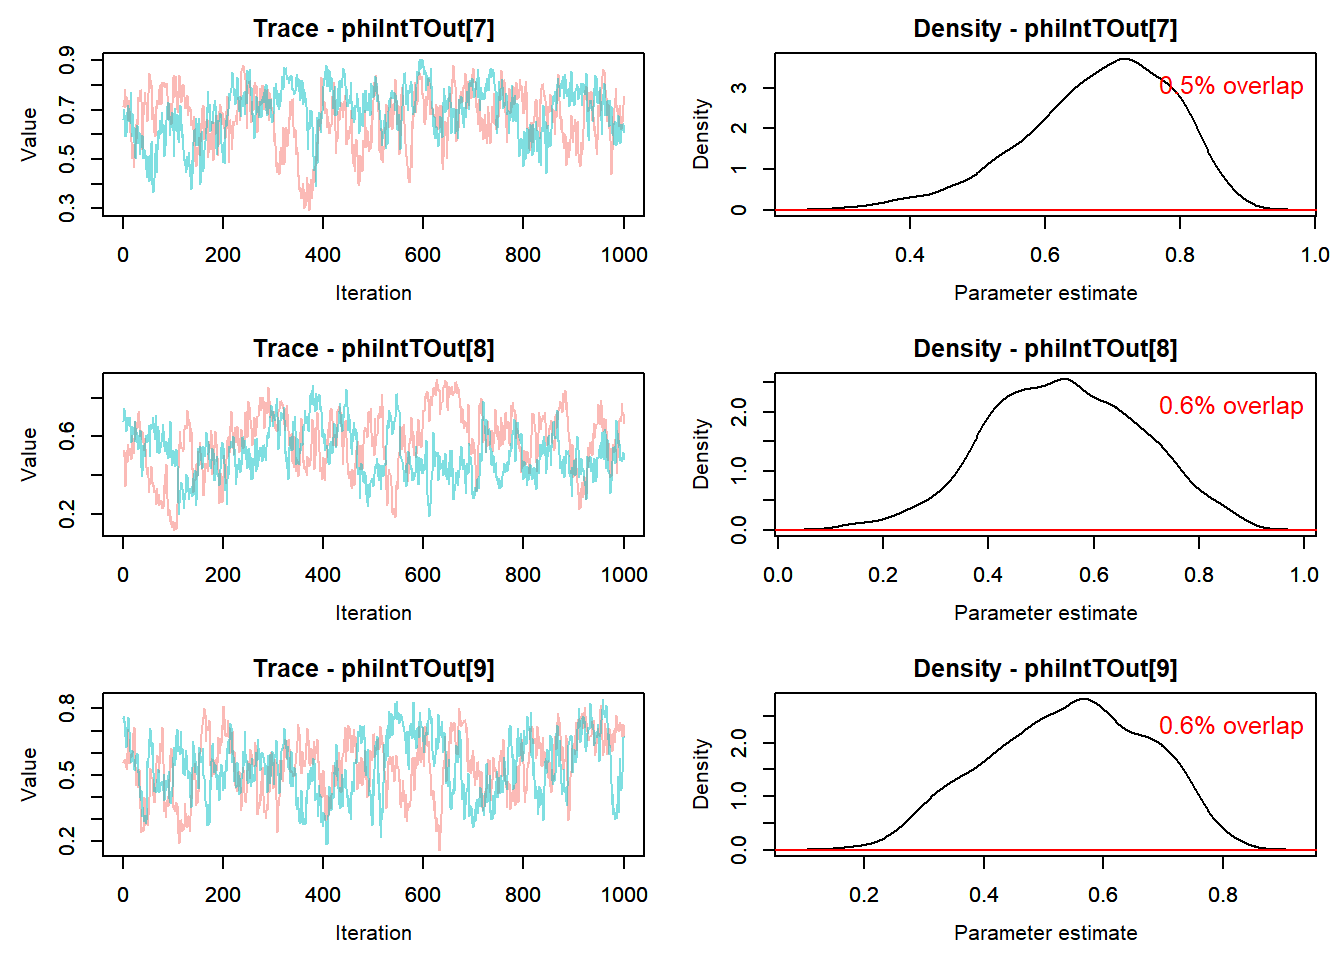 Trace - phiIntTOut[7]
Value
0.3 0.5 0.7 0.9
0 200 400 600 800 1000
Iteration
Density - phiIntTOut[7]
0.5% overlap
Density
0 1 2 3
0.4 0.6 0.8 1.0
Parameter estimate
Trace - phiIntTOut[8]
Value
0.2 0.6
0 200 400 600 800 1000
Iteration
Density - phiIntTOut[8]
0.6% overlap
Density
0.0 1.0 2.0
0.0 0.2 0.4 0.6 0.8 1.0
Parameter estimate
Trace - phiIntTOut[9]
Value
0.2 0.5 0.8
0 200 400 600 800 1000
Iteration
Density - phiIntTOut[9]
0.6% overlap
Density
0.0 1.0 2.0
0.2 0.4 0.6 0.8
Parameter estimate